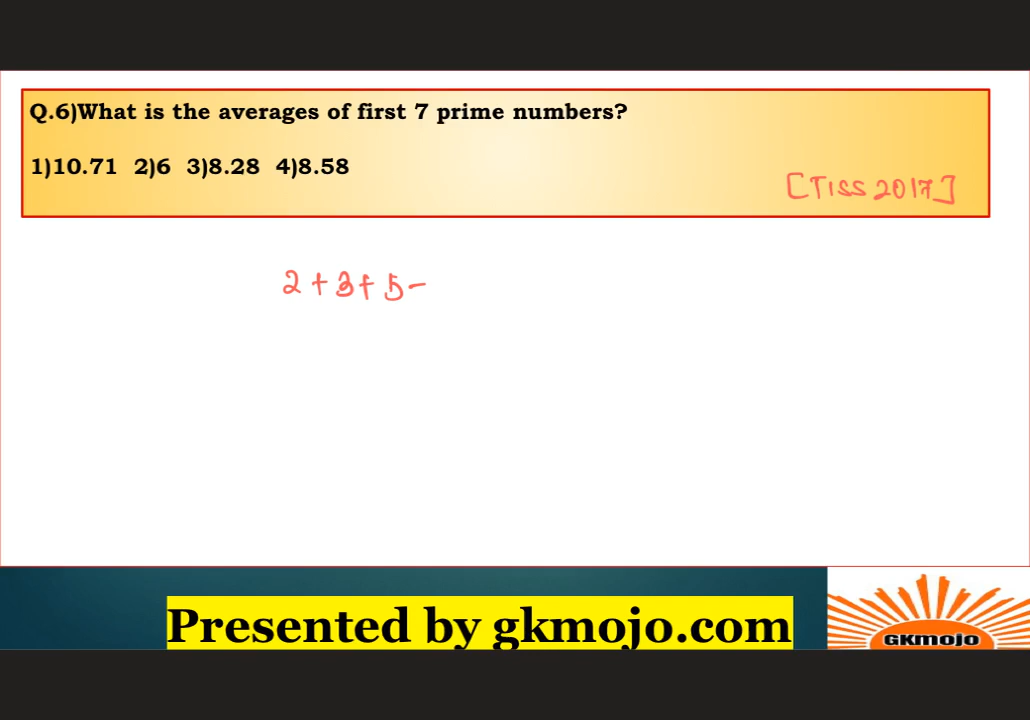 Q.6)What is the averages of first 7 prime numbers?
1)10.71 2)6 3)8.28 4)8.58
[TISS 2017]
2 + 3 + 5 -
Presented by gkmojo.com
GKmojo